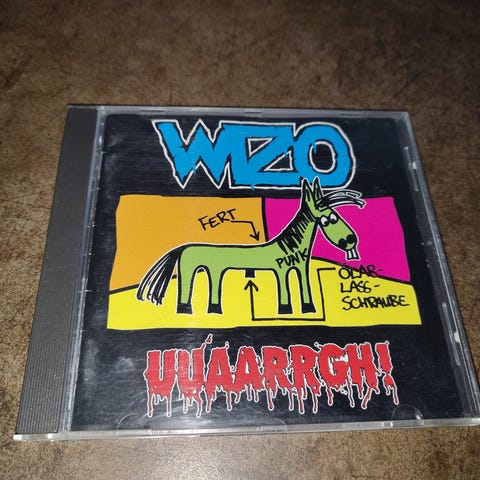 WIZO
FERT
PUNK
ÖLAB-
LASS-
SCHRAUBE
UUAARRGH!